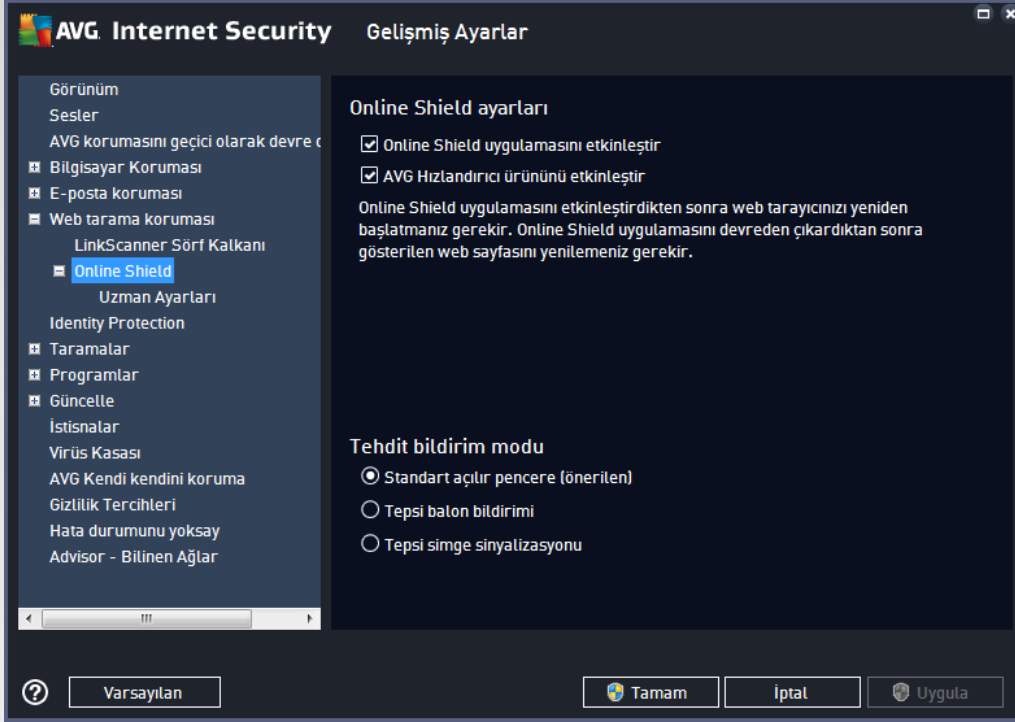 AVG. Internet Security Gelişmiş Ayarlar
Görünüm
Sesler
AVG korumasını geçici olarak devre
Bilgisayar Koruması
E-posta koruması
Web tarama koruması
LinkScanner Sörf Kalkanı
Online Shield
Uzman Ayarları
Identity Protection
Taramalar
Programlar
Güncelle
İstisnalar
Virüs Kasası
AVG Kendi kendini koruma
Gizlilik Tercihleri
Hata durumunu yoksay
Advisor - Bilinen Ağlar
Online Shield ayarları
Online Shield uygulamasını etkinleştir
AVG Hızlandırıcı ürününü etkinleştir
Online Shield uygulamasını etkinleştirdikten sonra web tarayıcınızı yeniden
başlatmanız gerekir. Online Shield uygulamasını devreden çıkardıktan sonra
gösterilen web sayfasını yenilemeniz gerekir.
Tehdit bildirim modu
Standart açılır pencere (önerilen)
Tepsi balon bildirimi
Tepsi simge sinyalizasyonu
? Varsayılan Tamam İptal Uygula